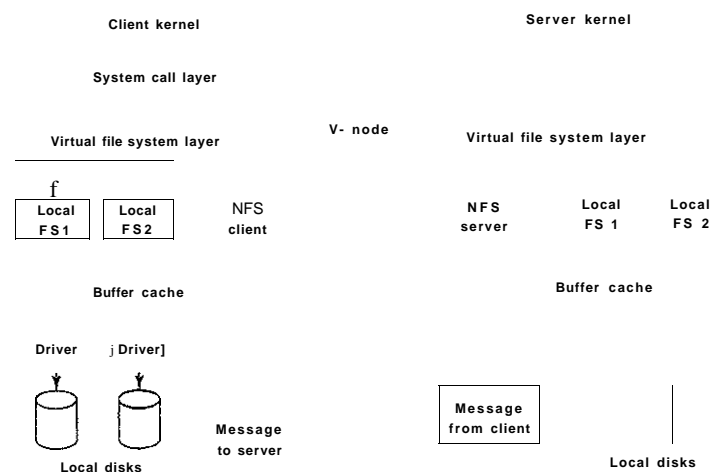 Client kernel
Server kernel
System call layer
V- node
Virtual file system layer
Virtual file system layer
f
Local
FS1
Local
FS2
NFS
client
NFS
server
Local
FS 1
Local
FS 2
Buffer cache
Buffer cache
Driver
j Driver]
Message
to server
Message
from client
Local disks
Local disks